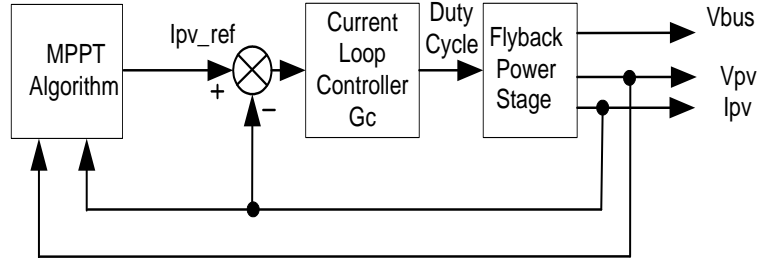 MPPT
Algorithm
Ipv_ref
+
−
Current
Loop
Controller
Gc
Duty
Cycle
Flyback
Power
Stage
Vbus
Vpv
Ipv